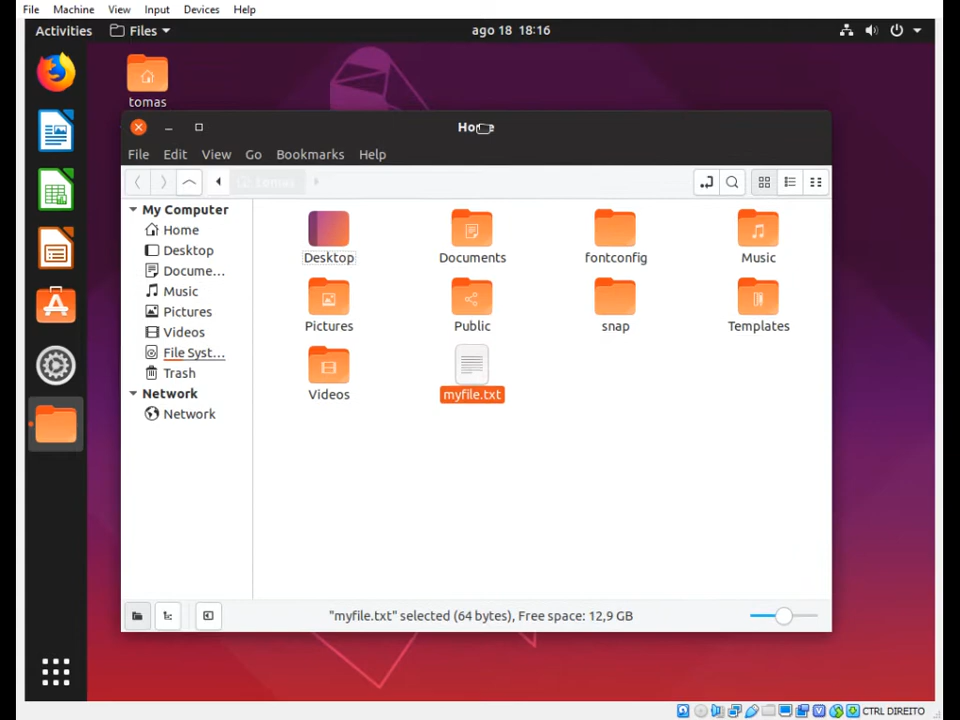 File Machine View Input Devices Help
Activities Files ago 18 18:16
tomas
Home
File Edit View Go Bookmarks Help
tomas
My Computer
Home
Desktop
Docume...
Music
Pictures
Videos
File Syst...
Trash
Network
Network
Desktop Documents fontconfig Music
Pictures Public snap Templates
Videos myfile.txt
"myfile.txt" selected (64 bytes), Free space: 12,9 GB
CTRL DIREITO